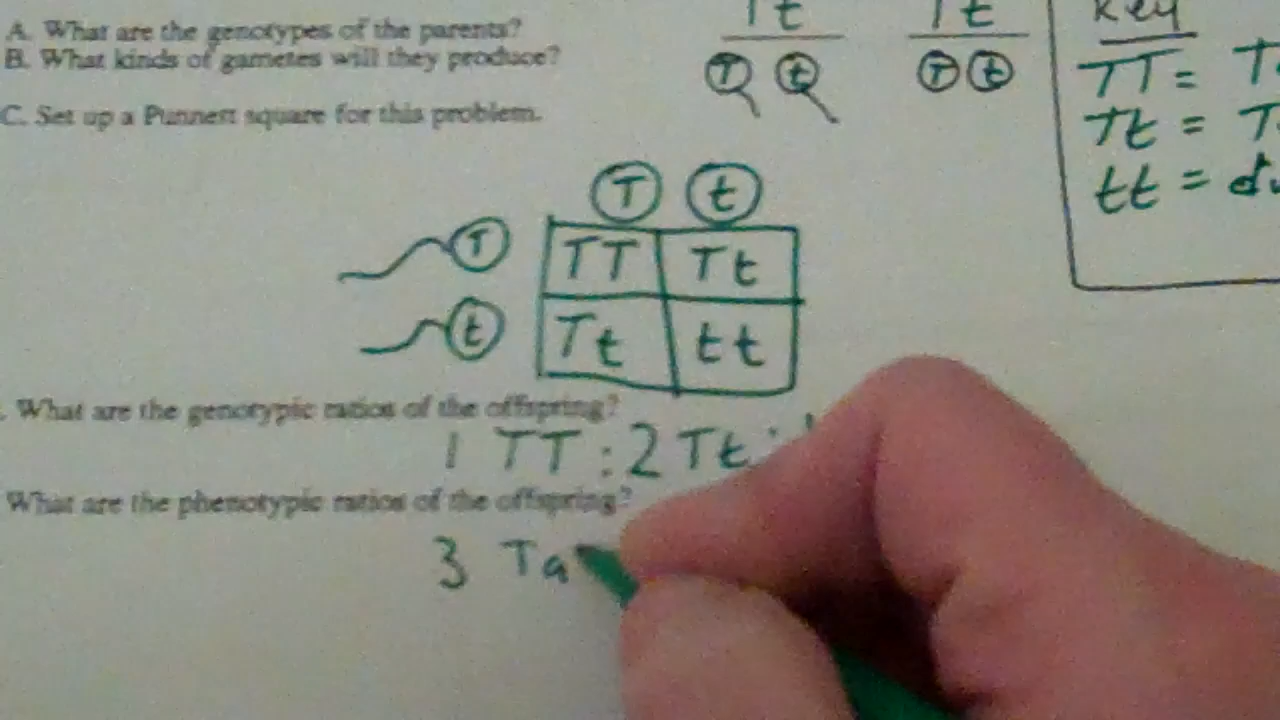 Tt Tt Key
A. What are the genotypes of the parents?
B. What kinds of gametes will they produce?
T t T t
TT = T
Tt = T
C. Set up a Punnett square for this problem.
tt = d
T t
T TT Tt
t Tt tt
. What are the genotypic ratios of the offspring?
1 TT : 2 Tt :
What are the phenotypic ratios of the offspring?
3 Ta